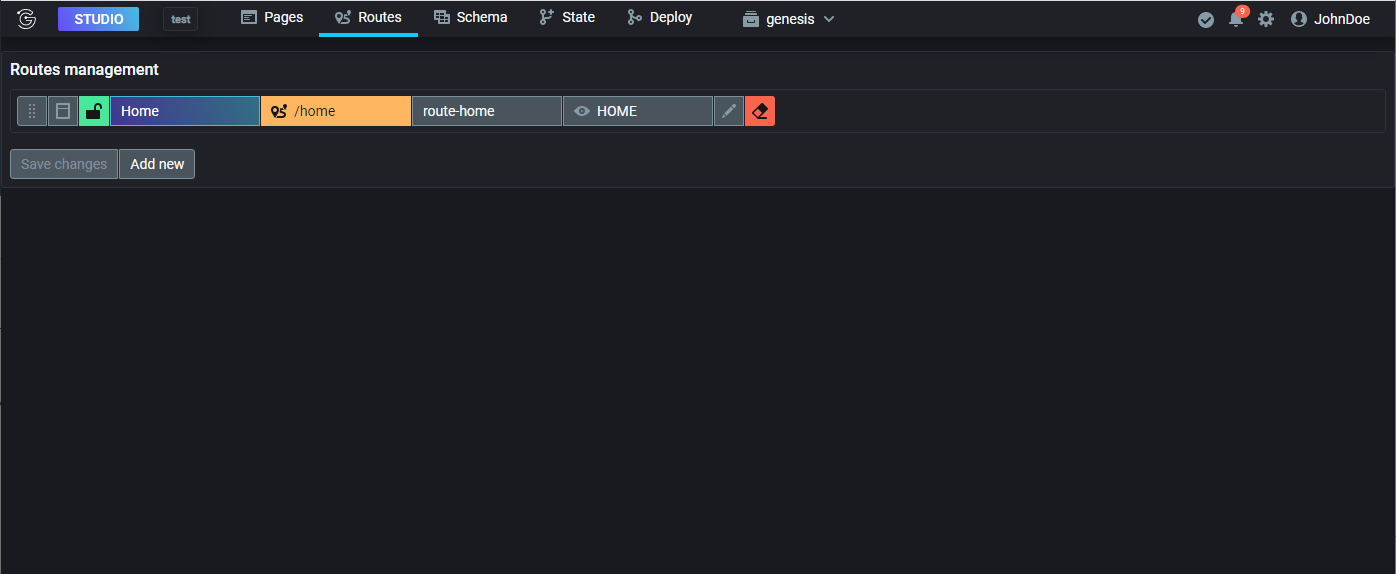 STUDIO test Pages Routes Schema State Deploy genesis 9 JohnDoe
Routes management
Home /home route-home HOME
Save changes Add new